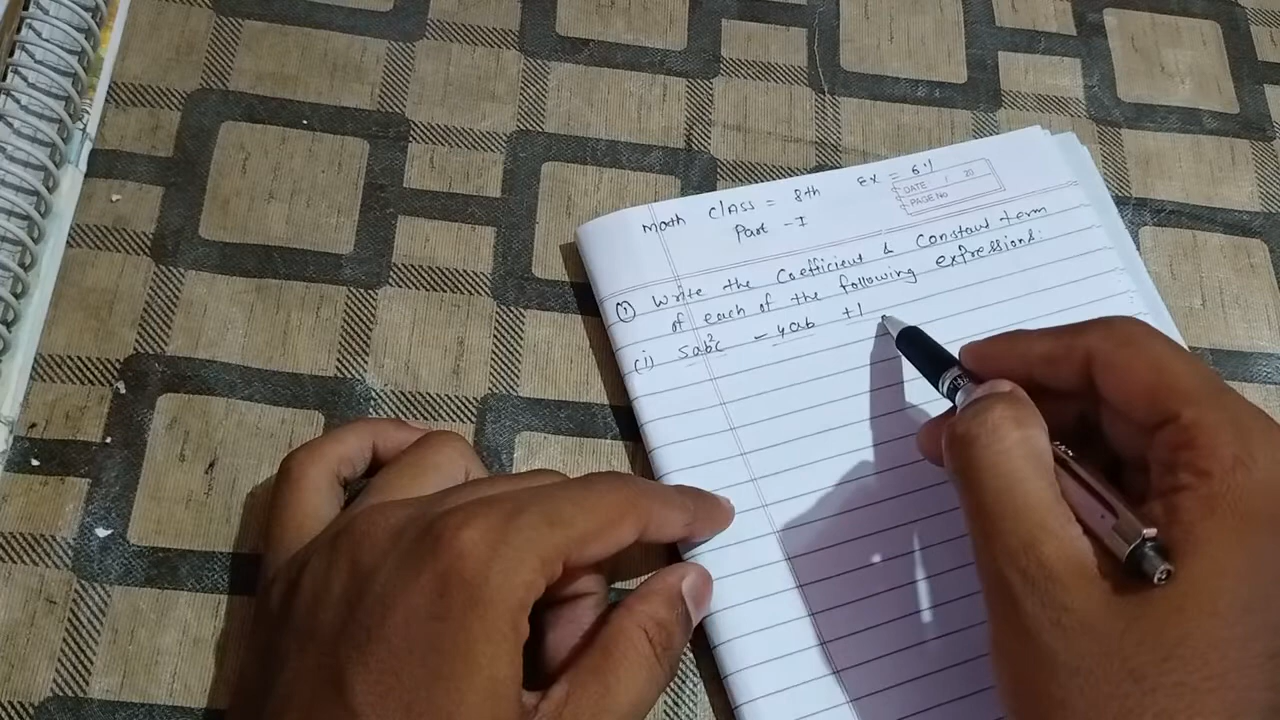 Math Class = 8th Ex = 6.1
Part - I
DATE / 20
PAGE No
① Write the Coefficient & Constant term
of each of the following expressions:
(i) 5ab²c - 4ab +1